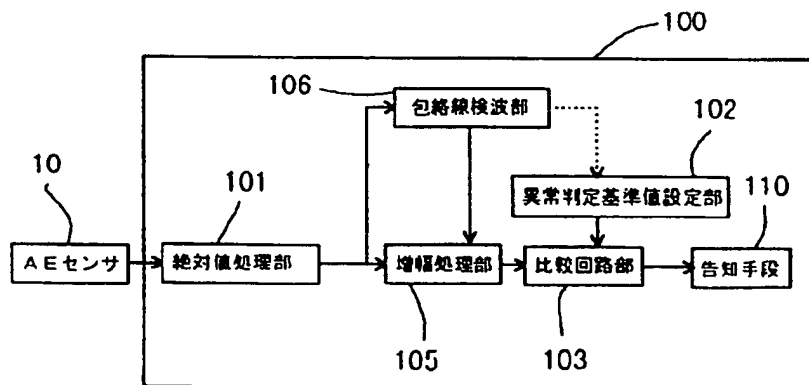 100
106
包絡線検波部
102
10
101
異常判定基準値設定部
110
AEセンサ
絶対値処理部
増幅処理部
比較回路部
告知手段
105
103